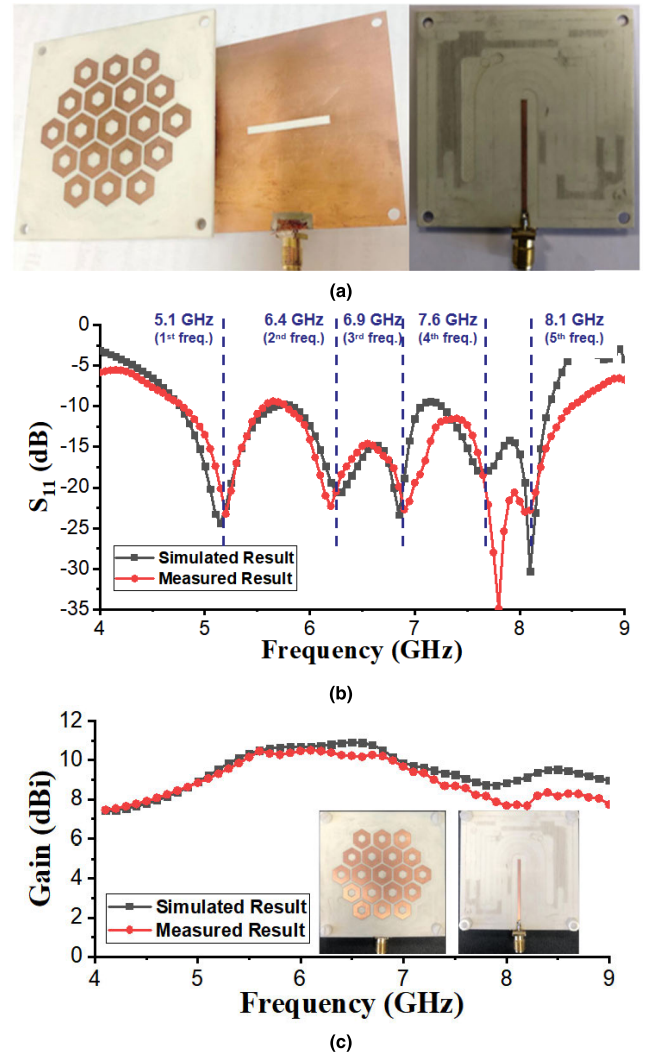 (a)
5.1 GHz 6.4 GHz 6.9 GHz 7.6 GHz 8.1 GHz
(1st freq.) (2nd freq.) (3rd freq.) (4th freq.) (5th freq.)
0
-5
-10
-15
-20
-25
-30
-35
S11 (dB)
Simulated Result
Measured Result
4 5 6 7 8 9
Frequency (GHz)
(b)
12
10
8
6
4
2
0
Gain (dBi)
Simulated Result
Measured Result
4 5 6 7 8 9
Frequency (GHz)
(c)